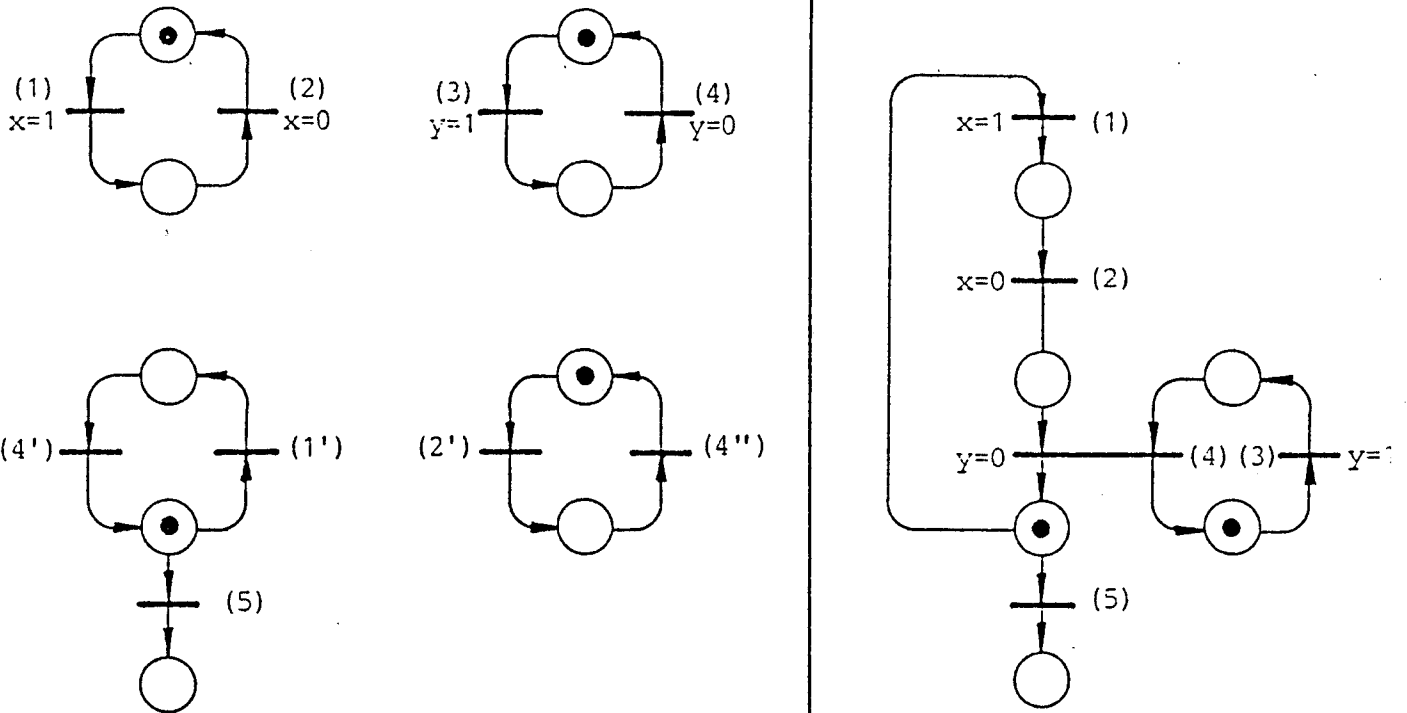 (1)
x=1
(2)
x=0
(3)
y=1
(4)
y=0
(4')
(1')
(2')
(4")
(5)
x=1 (1)
x=0 (2)
y=0 (4) (3) y=1
(5)